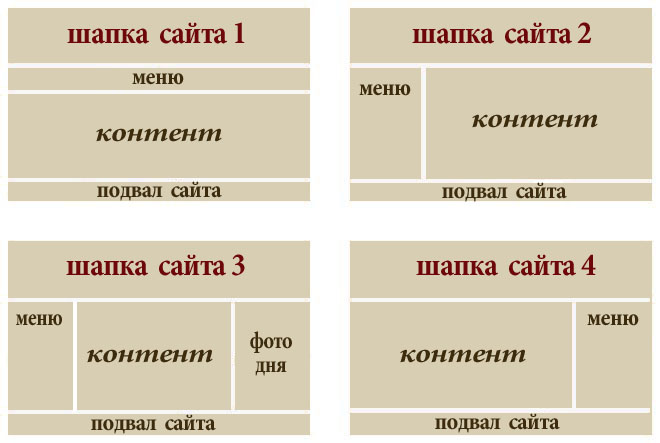 шапка сайта 1
меню
контент
подвал сайта
шапка сайта 2
меню
контент
подвал сайта
шапка сайта 3
меню
контент
фото
дня
подвал сайта
шапка сайта 4
контент
меню
подвал сайта